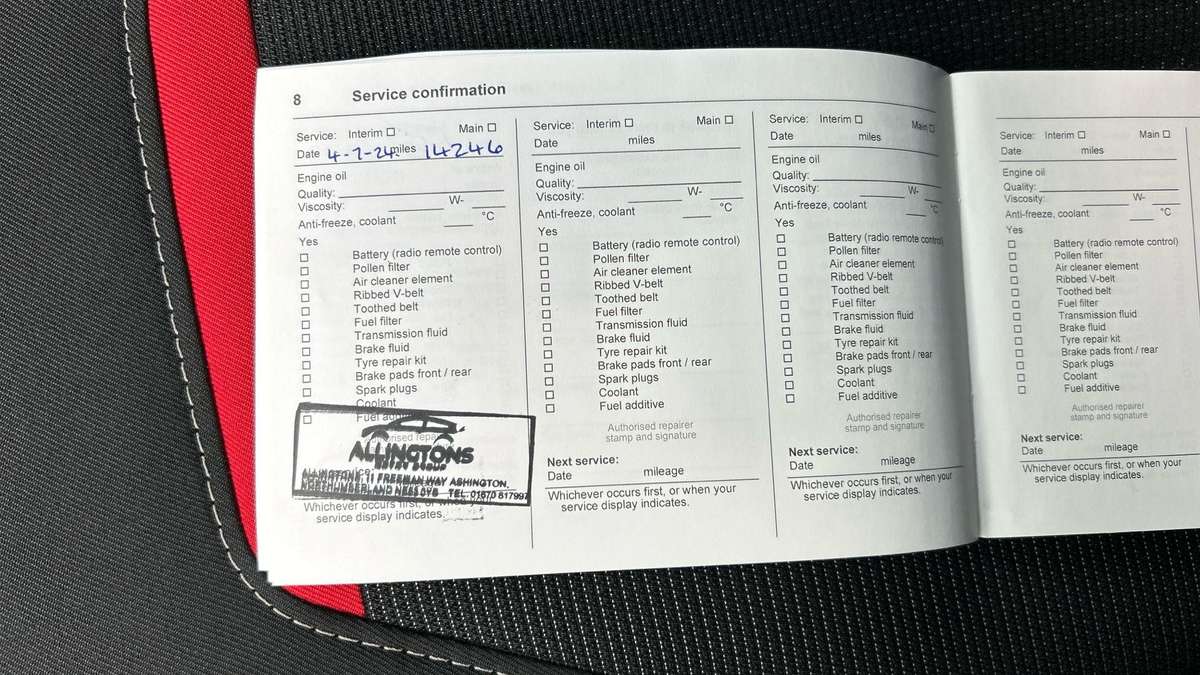 8 Service confirmation
Service: Interim Main
Date 4-7-24 miles 14246
Engine oil
Quality:
Viscosity: W-
Anti-freeze, coolant °C
Yes
Battery (radio remote control)
Pollen filter
Air cleaner element
Ribbed V-belt
Toothed belt
Fuel filter
Transmission fluid
Brake fluid
Tyre repair kit
Brake pads front / rear
Spark plugs
Coolant
Fuel
ALLINGTONS
11 FREEMAN WAY ASHINGTON.
NORTHUMBERLAND TEL 01670 817997
Whichever occurs first, or when your
service display indicates.
Service: Interim Main
Date miles
Engine oil
Quality:
Viscosity: W-
Anti-freeze, coolant °C
Yes
Battery (radio remote control)
Pollen filter
Air cleaner element
Ribbed V-belt
Toothed belt
Fuel filter
Transmission fluid
Brake fluid
Tyre repair kit
Brake pads front / rear
Spark plugs
Coolant
Fuel additive
Authorised repairer
stamp and signature
Next service:
Date mileage
Whichever occurs first, or when your
service display indicates.
Service: Interim Main
Date miles
Engine oil
Quality:
Viscosity: W-
Anti-freeze, coolant °C
Yes
Battery (radio remote control)
Pollen filter
Air cleaner element
Ribbed V-belt
Toothed belt
Fuel filter
Transmission fluid
Brake fluid
Tyre repair kit
Brake pads front / rear
Spark plugs
Coolant
Fuel additive
Authorised repairer
stamp and signature
Next service:
Date mileage
Whichever occurs first, or when your
service display indicates.
Service: Interim Main
Date miles
Engine oil
Quality:
Viscosity: W-
Anti-freeze, coolant °C
Yes
Battery (radio remote control)
Pollen filter
Air cleaner element
Ribbed V-belt
Toothed belt
Fuel filter
Transmission fluid
Brake fluid
Tyre repair kit
Brake pads front / rear
Spark plugs
Coolant
Fuel additive
Authorised repairer
stamp and signature
Next service:
Date mileage
Whichever occurs first, or when your
service display indicates.